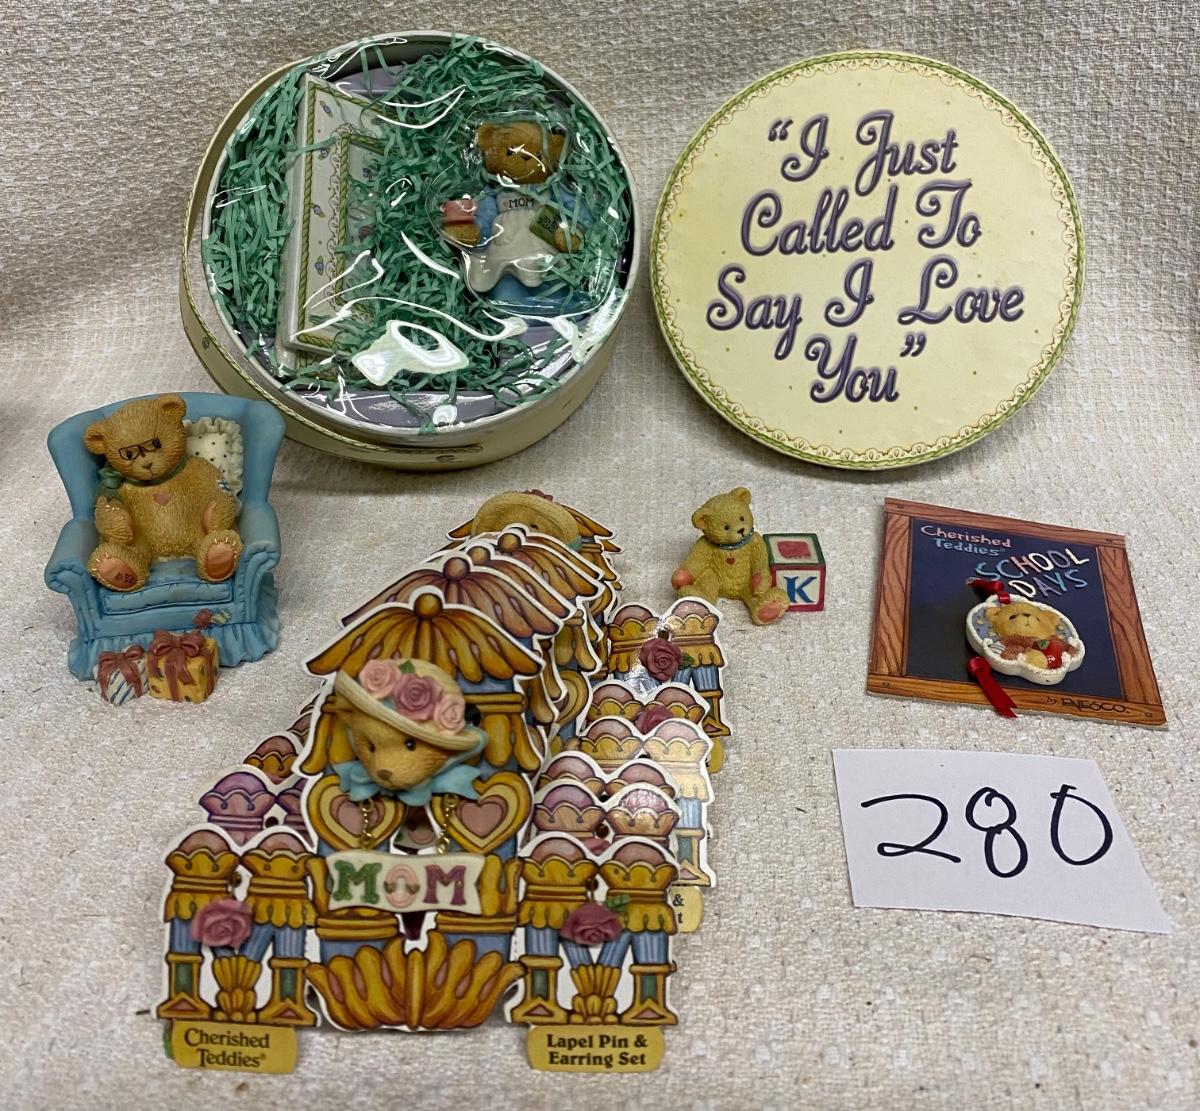 MOM
“I Just
Called To
Say I Love
You”
K
Cherished
Teddies®
SCHOOL
DAYS
by ENESCO.
280
MOM
&
t
Cherished
Teddies®
Lapel Pin &
Earring Set